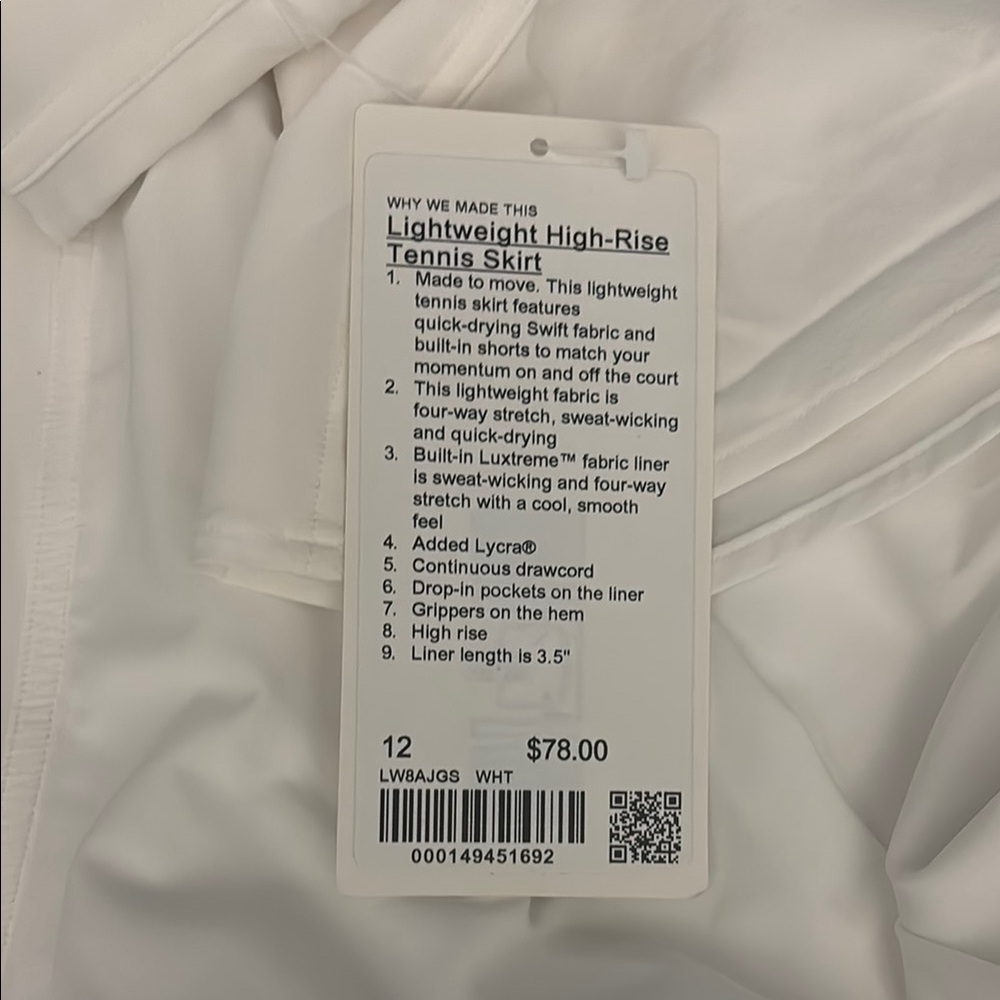 WHY WE MADE THIS
Lightweight High-Rise
Tennis Skirt
1. Made to move. This lightweight
tennis skirt features
quick-drying Swift fabric and
built-in shorts to match your
momentum on and off the court
2. This lightweight fabric is
four-way stretch, sweat-wicking
and quick-drying
3. Built-in Luxtreme™ fabric liner
is sweat-wicking and four-way
stretch with a cool, smooth
feel
4. Added Lycra®
5. Continuous drawcord
6. Drop-in pockets on the liner
7. Grippers on the hem
8. High rise
9. Liner length is 3.5"
12 $78.00
LW8AJGS WHT
000149451692